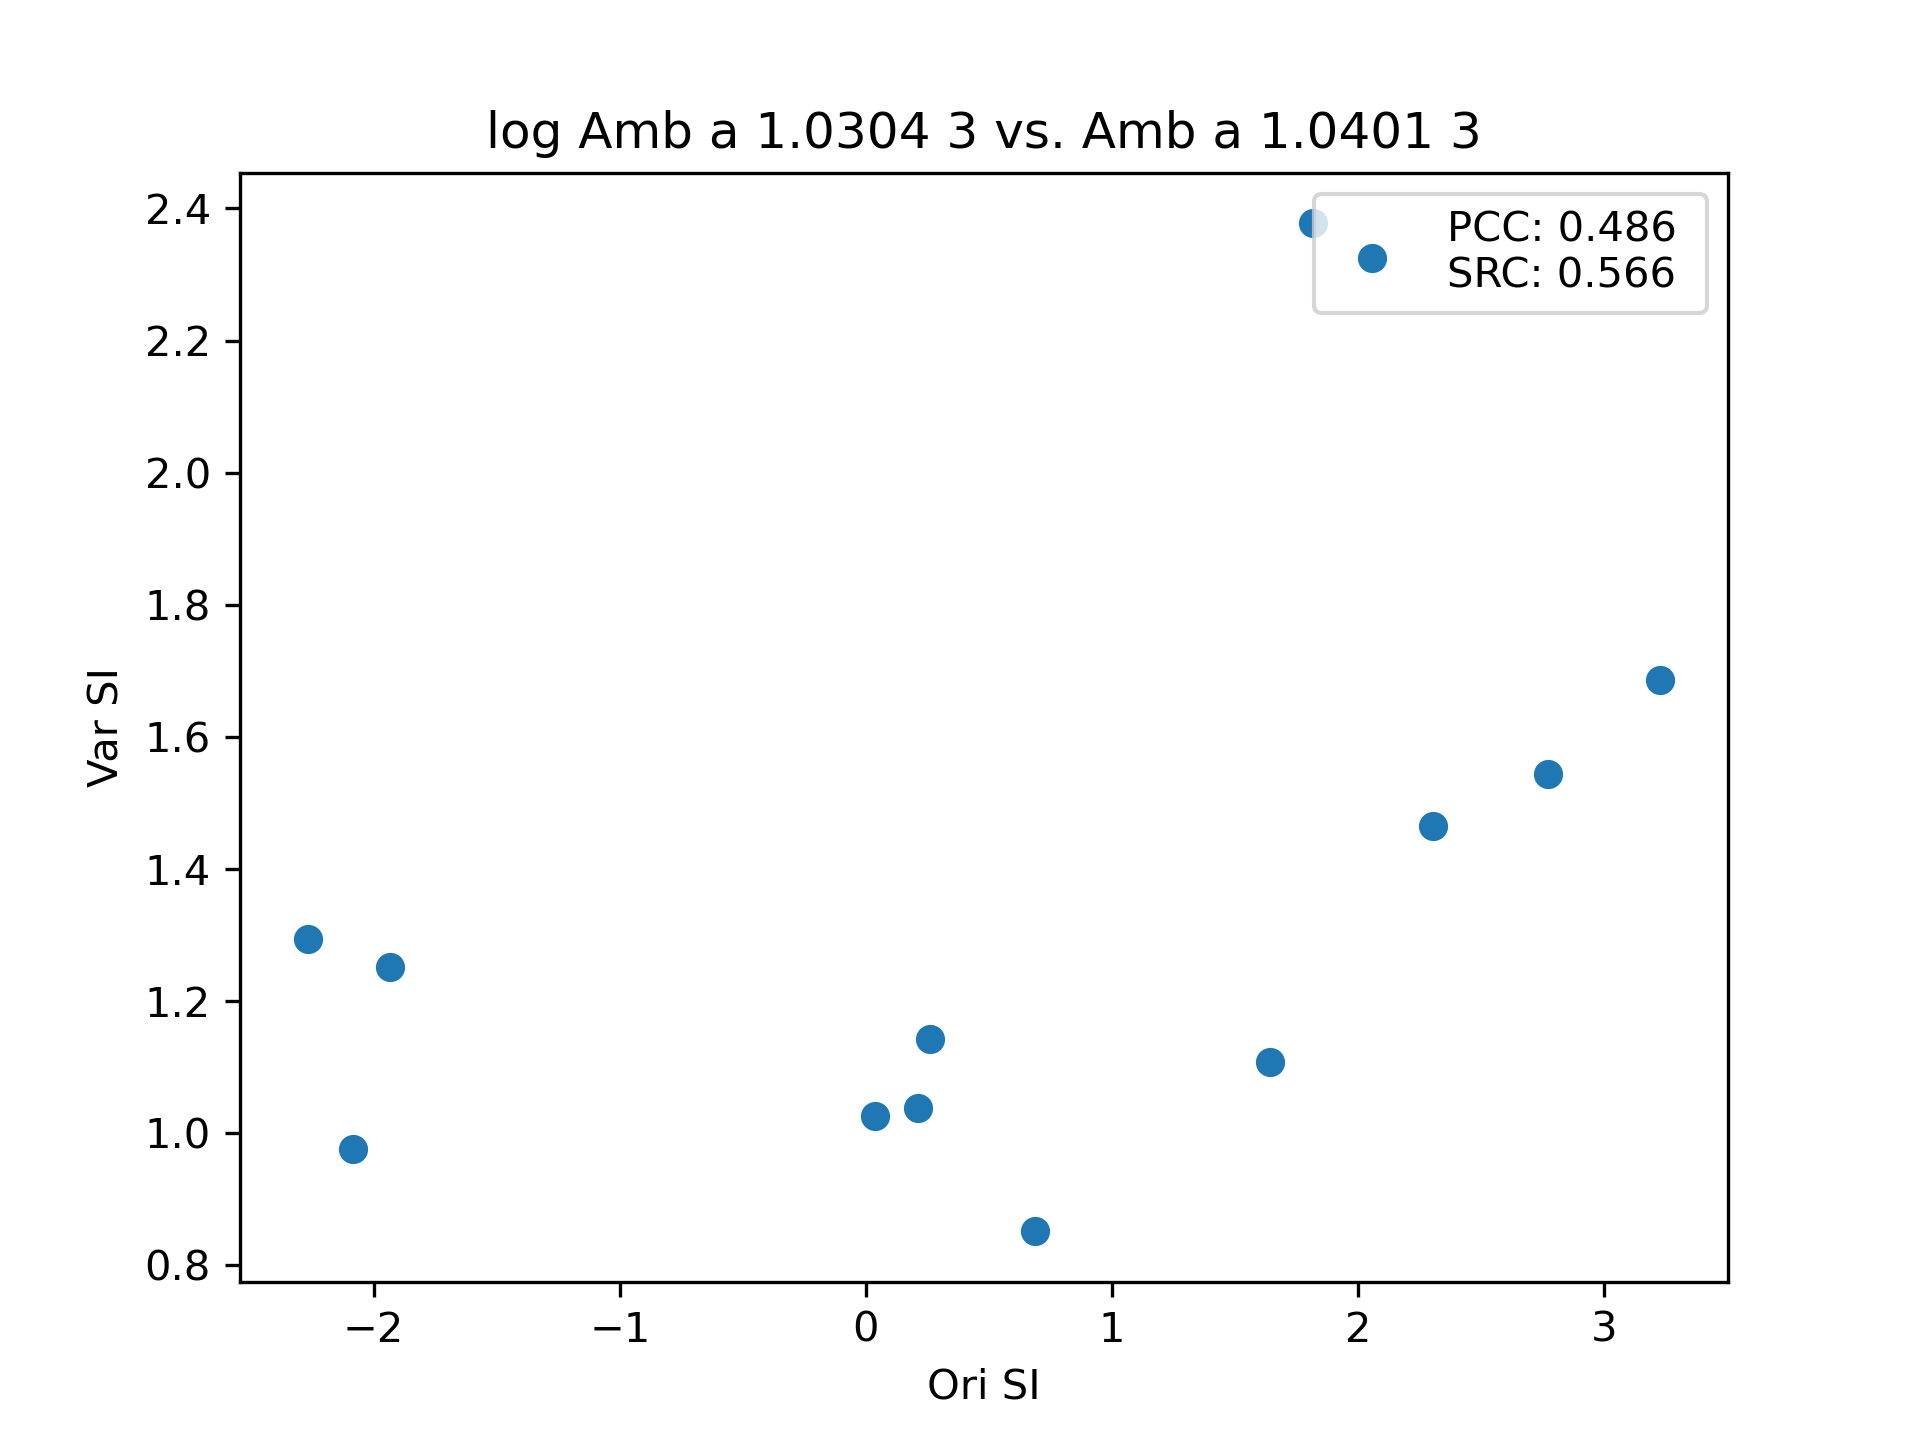 log Amb a 1.0304 3 vs. Amb a 1.0401 3
PCC: 0.486
SRC: 0.566
2.4
2.2
2.0
1.8
1.6
1.4
1.2
1.0
0.8
Var SI
−2 −1 0 1 2 3
Ori SI